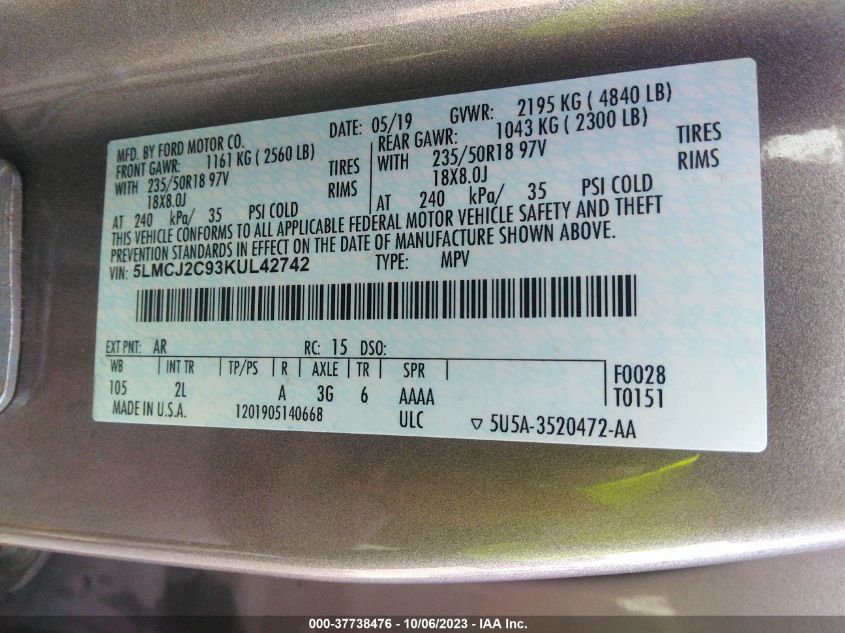 MFD. BY FORD MOTOR CO. DATE: 05/19 GVWR: 2195 KG ( 4840 LB)
FRONT GAWR: 1161 KG ( 2560 LB) REAR GAWR: 1043 KG ( 2300 LB)
WITH 235/50R18 97V TIRES WITH 235/50R18 97V TIRES
18X8.0J RIMS 18X8.0J RIMS
AT 240 kPa/ 35 PSI COLD AT 240 kPa/ 35 PSI COLD
THIS VEHICLE CONFORMS TO ALL APPLICABLE FEDERAL MOTOR VEHICLE SAFETY AND THEFT
PREVENTION STANDARDS IN EFFECT ON THE DATE OF MANUFACTURE SHOWN ABOVE.
VIN: 5LMCJ2C93KUL42742 TYPE: MPV
EXT PNT: AR RC: 15 DSO:
WB INT TR TP/PS R AXLE TR SPR F0028
105 2L A 3G 6 AAAA T0151
MADE IN U.S.A. 1201905140668 ULC ▽ 5U5A-3520472-AA
000-37738476 - 10/06/2023 - IAA Inc.